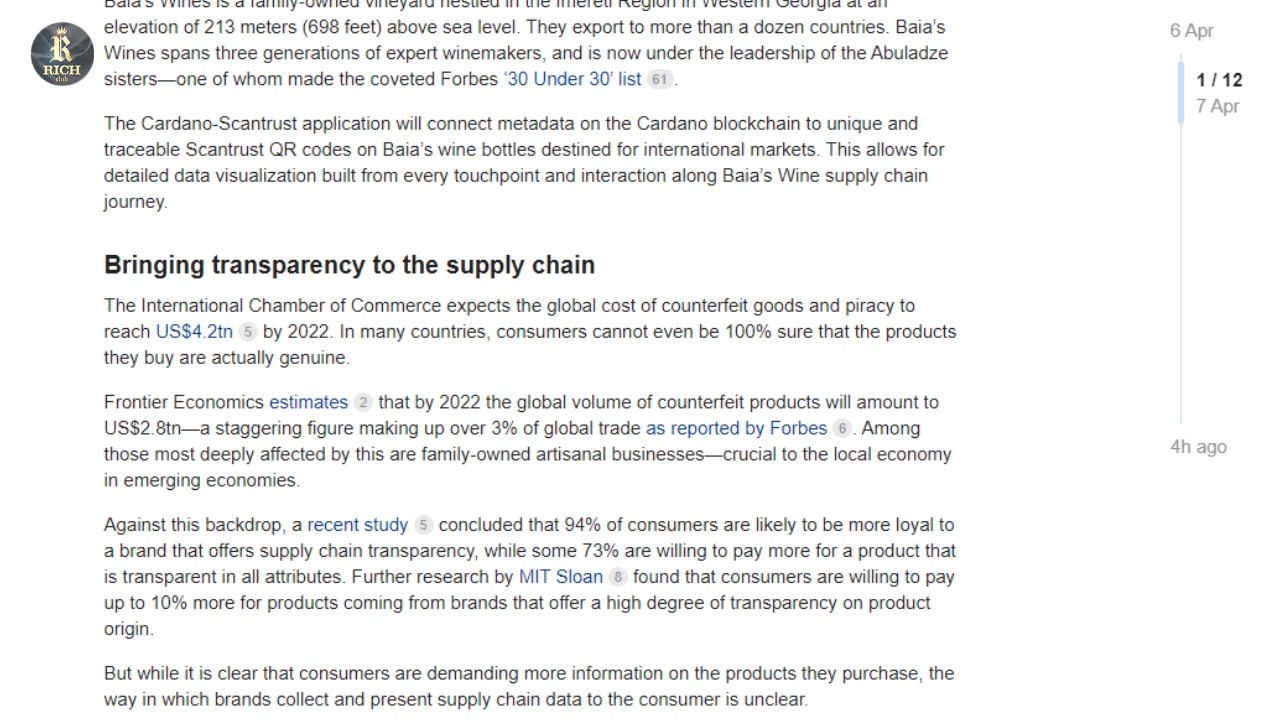 Baia's Wines is a family-owned vineyard nestled in the Imereti Region in Western Georgia at an
elevation of 213 meters (698 feet) above sea level. They export to more than a dozen countries. Baia’s
Wines spans three generations of expert winemakers, and is now under the leadership of the Abuladze
sisters—one of whom made the coveted Forbes ‘30 Under 30’ list 61 .
The Cardano-Scantrust application will connect metadata on the Cardano blockchain to unique and
traceable Scantrust QR codes on Baia’s wine bottles destined for international markets. This allows for
detailed data visualization built from every touchpoint and interaction along Baia’s Wine supply chain
journey.
Bringing transparency to the supply chain
The International Chamber of Commerce expects the global cost of counterfeit goods and piracy to
reach US$4.2tn 5 by 2022. In many countries, consumers cannot even be 100% sure that the products
they buy are actually genuine.
Frontier Economics estimates 2 that by 2022 the global volume of counterfeit products will amount to
US$2.8tn—a staggering figure making up over 3% of global trade as reported by Forbes 6 . Among
those most deeply affected by this are family-owned artisanal businesses—crucial to the local economy
in emerging economies.
Against this backdrop, a recent study 5 concluded that 94% of consumers are likely to be more loyal to
a brand that offers supply chain transparency, while some 73% are willing to pay more for a product that
is transparent in all attributes. Further research by MIT Sloan 8 found that consumers are willing to pay
up to 10% more for products coming from brands that offer a high degree of transparency on product
origin.
But while it is clear that consumers are demanding more information on the products they purchase, the
way in which brands collect and present supply chain data to the consumer is unclear.
6 Apr
1 / 12
7 Apr
4h ago
R
RICH
club